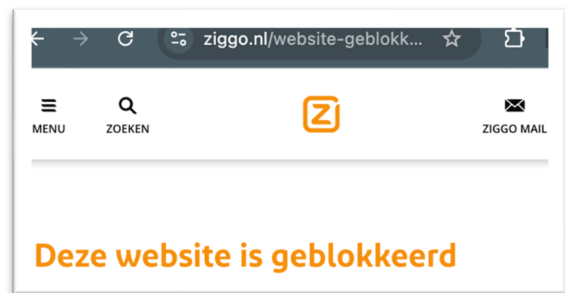 ziggo.nl/website-geblokk...
MENU
ZOEKEN
Z
ZIGGO MAIL
Deze website is geblokkeerd